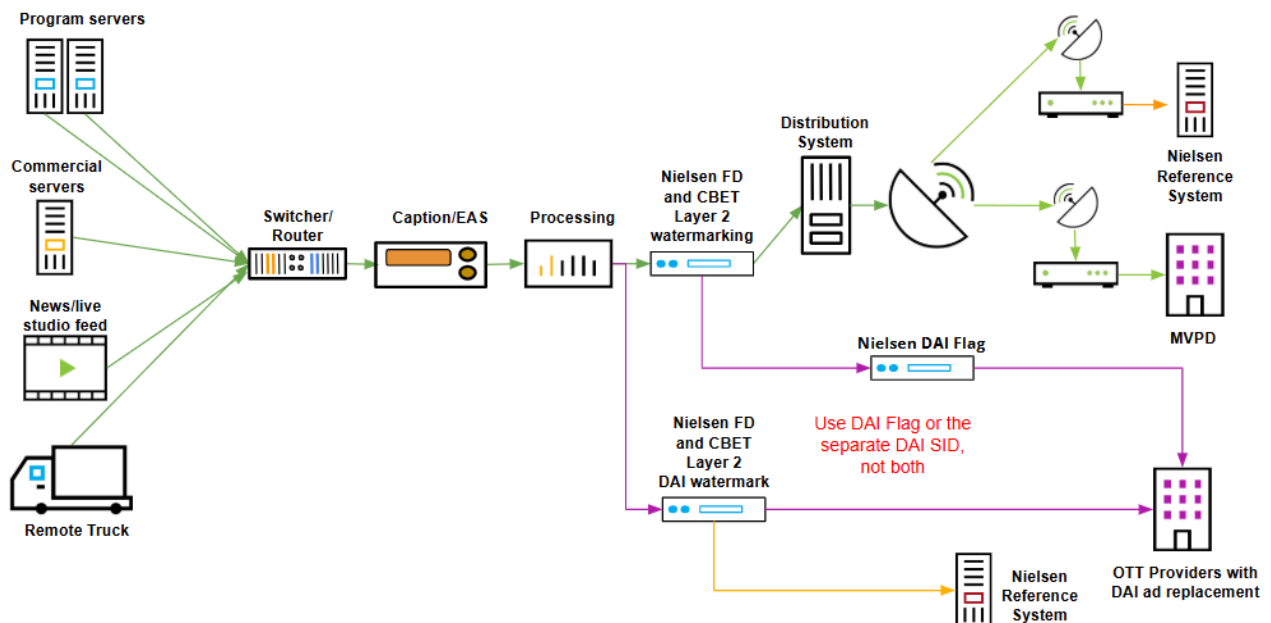 Program servers
Commercial
servers
News/live
studio feed
Remote Truck
Switcher/
Router
Caption/EAS
Processing
Nielsen FD
and CBET
Layer 2
watermarking
Distribution
System
Nielsen
Reference
System
MVPD
Nielsen DAI Flag
Use DAI Flag or the
separate DAI SID,
not both
Nielsen FD
and CBET
Layer 2
DAI watermark
Nielsen
Reference
System
OTT Providers with
DAI ad replacement